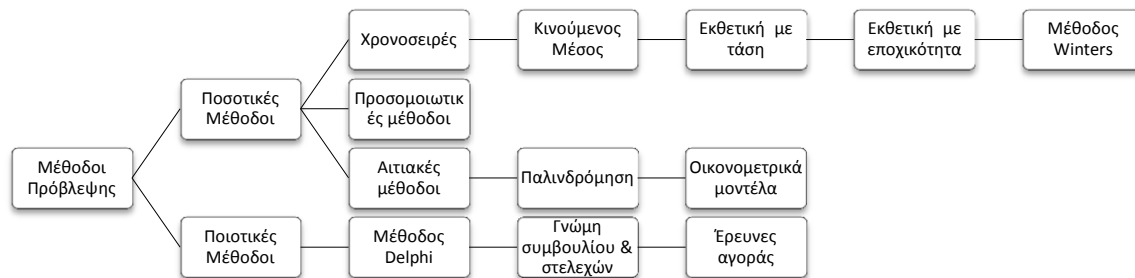 Χρονοσειρές
Κινούμενος
Μέσος
Εκθετική με
τάση
Εκθετική με
εποχικότητα
Μέθοδος
Winters
Ποσοτικές
Μέθοδοι
Προσομοιωτικ
ές μέθοδοι
Μέθοδοι
Πρόβλεψης
Αιτιακές
μέθοδοι
Παλινδρόμηση
Οικονομετρικά
μοντέλα
Ποιοτικές
Μέθοδοι
Μέθοδος
Delphi
Γνώμη
συμβουλίου &
στελεχών
Έρευνες
αγοράς